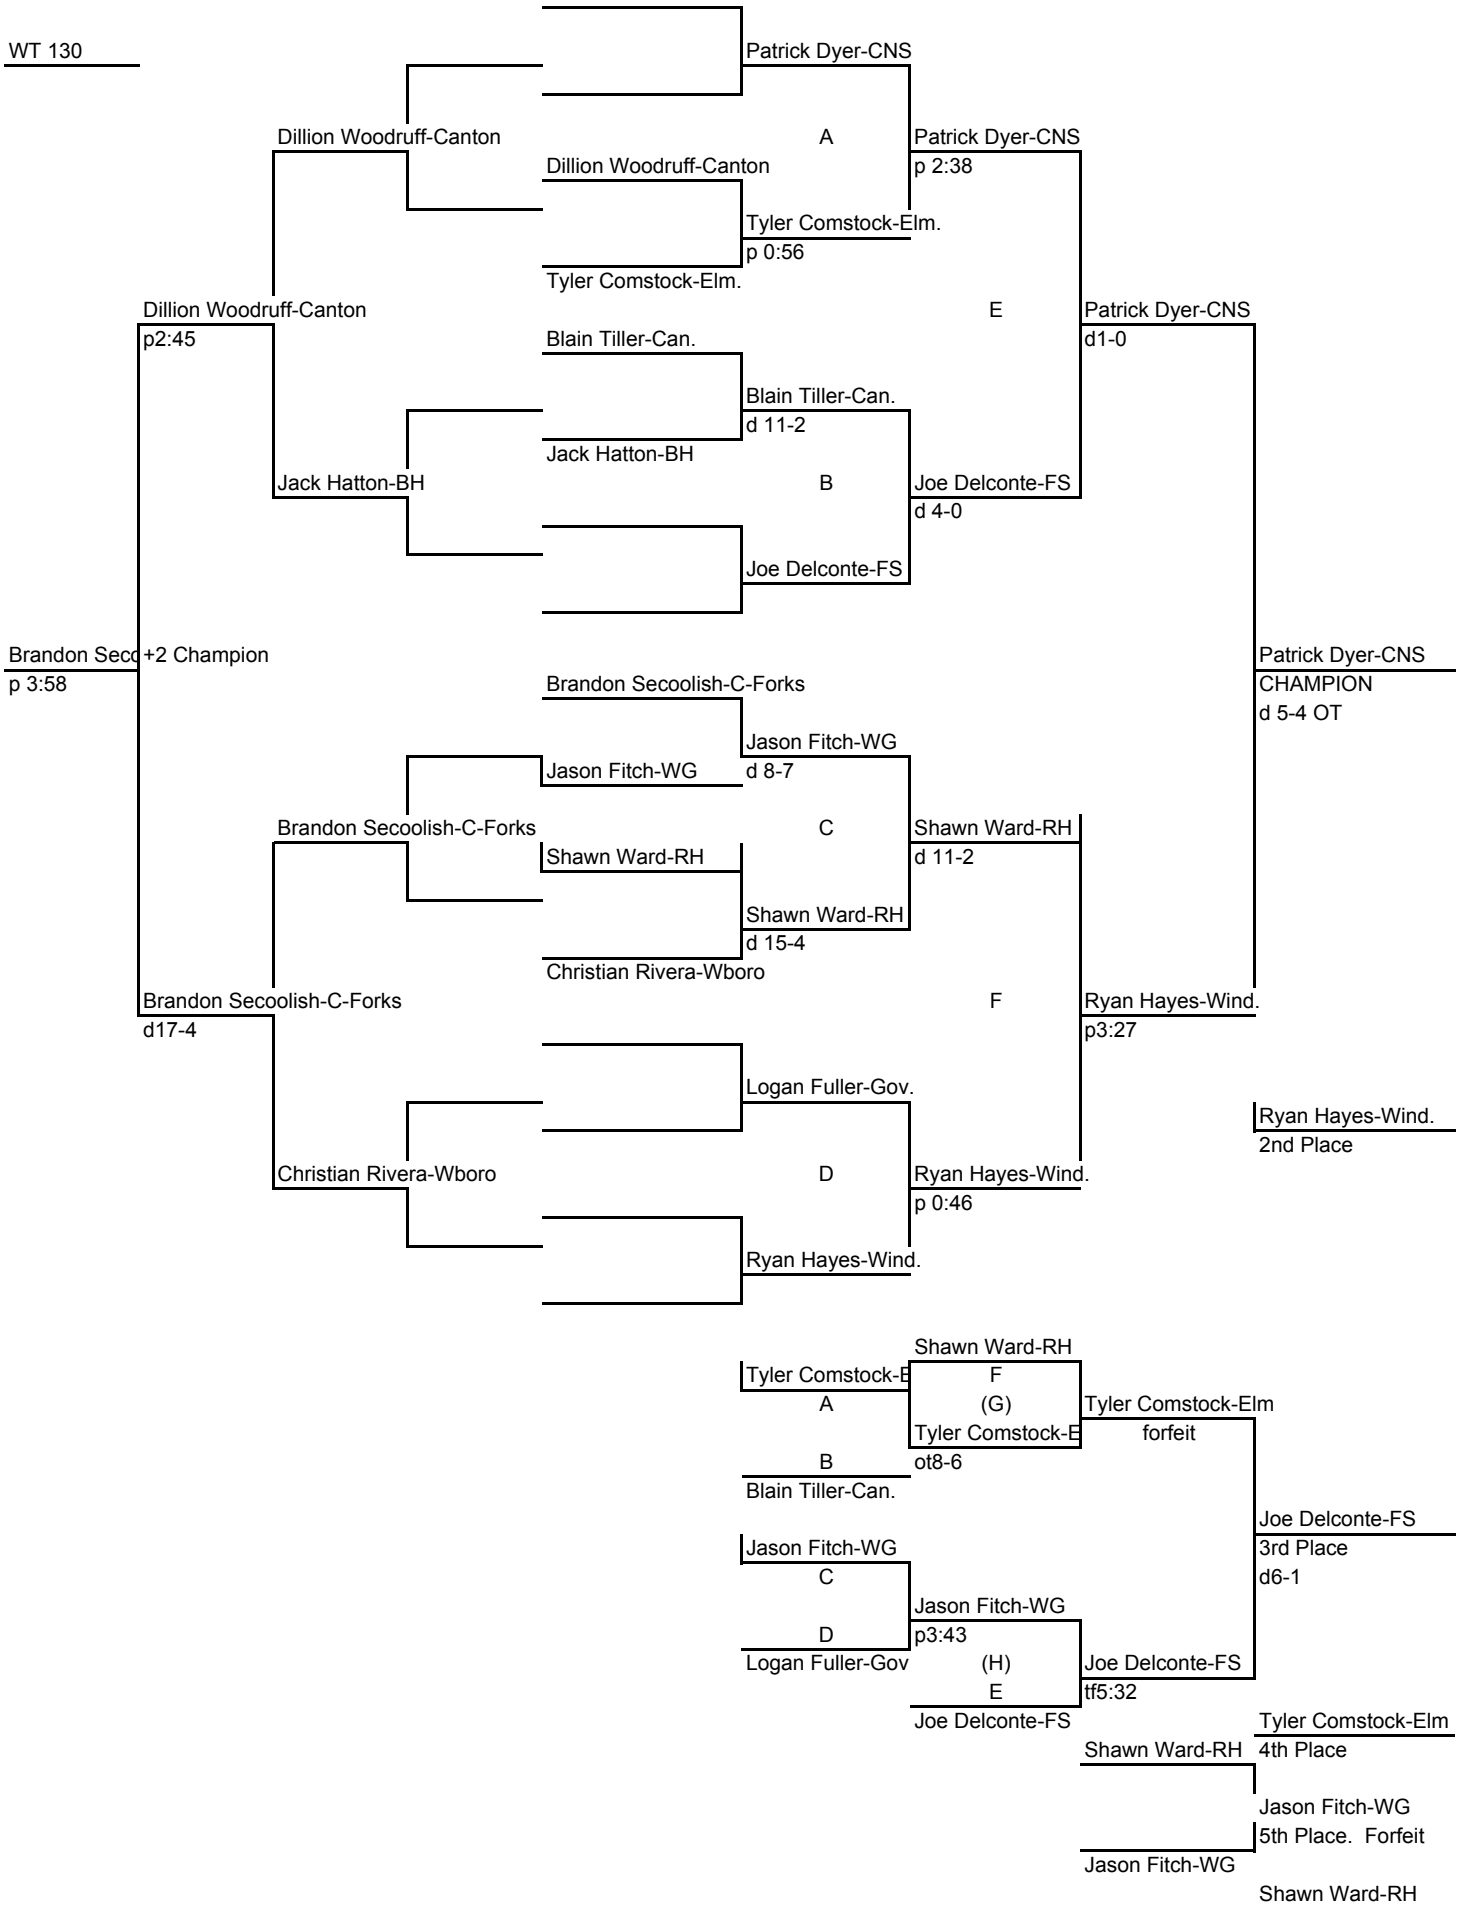 WT 130
Patrick Dyer-CNS
Dillion Woodruff-Canton
A
Patrick Dyer-CNS
Dillion Woodruff-Canton
p 2:38
Tyler Comstock-Elm.
p 0:56
Tyler Comstock-Elm.
Dillion Woodruff-Canton
E
Patrick Dyer-CNS
p2:45
Blain Tiller-Can.
d1-0
Blain Tiller-Can.
d 11-2
Jack Hatton-BH
Jack Hatton-BH
B
Joe Delconte-FS
d 4-0
Joe Delconte-FS
Brandon Seco
+2 Champion
Patrick Dyer-CNS
p 3:58
Brandon Secoolish-C-Forks
CHAMPION
d 5-4 OT
Jason Fitch-WG
Jason Fitch-WG
d 8-7
Brandon Secoolish-C-Forks
C
Shawn Ward-RH
Shawn Ward-RH
d 11-2
Shawn Ward-RH
d 15-4
Christian Rivera-Wboro
Brandon Secoolish-C-Forks
F
Ryan Hayes-Wind.
d17-4
p3:27
Logan Fuller-Gov.
Ryan Hayes-Wind.
2nd Place
Christian Rivera-Wboro
D
Ryan Hayes-Wind.
p 0:46
Ryan Hayes-Wind.
Shawn Ward-RH
Tyler Comstock-E
F
A
(G)
Tyler Comstock-Elm
Tyler Comstock-E
forfeit
B
ot8-6
Blain Tiller-Can.
Joe Delconte-FS
Jason Fitch-WG
3rd Place
C
d6-1
Jason Fitch-WG
D
p3:43
Logan Fuller-Gov
(H)
Joe Delconte-FS
E
tf5:32
Joe Delconte-FS
Tyler Comstock-Elm
Shawn Ward-RH
4th Place
Jason Fitch-WG
5th Place.  Forfeit
Jason Fitch-WG
Shawn Ward-RH